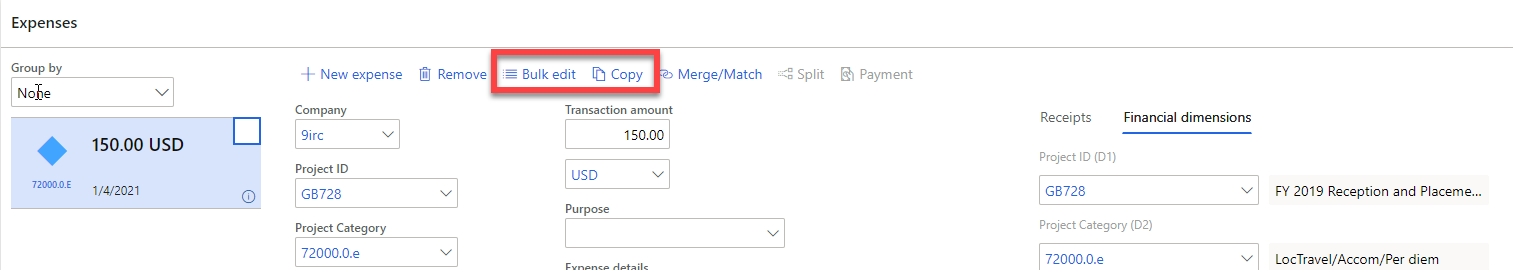 Expenses
Group by
None
150.00 USD
72000.0.E
1/4/2021
New expense Remove Bulk edit Copy Merge/Match Split Payment
Company
9irc
Project ID
GB728
Project Category
72000.0.e
Transaction amount
150.00
USD
Purpose
Expense details
Receipts Financial dimensions
Project ID (D1)
GB728 FY 2019 Reception and Placeme...
Project Category (D2)
72000.0.e LocTravel/Accom/Per diem